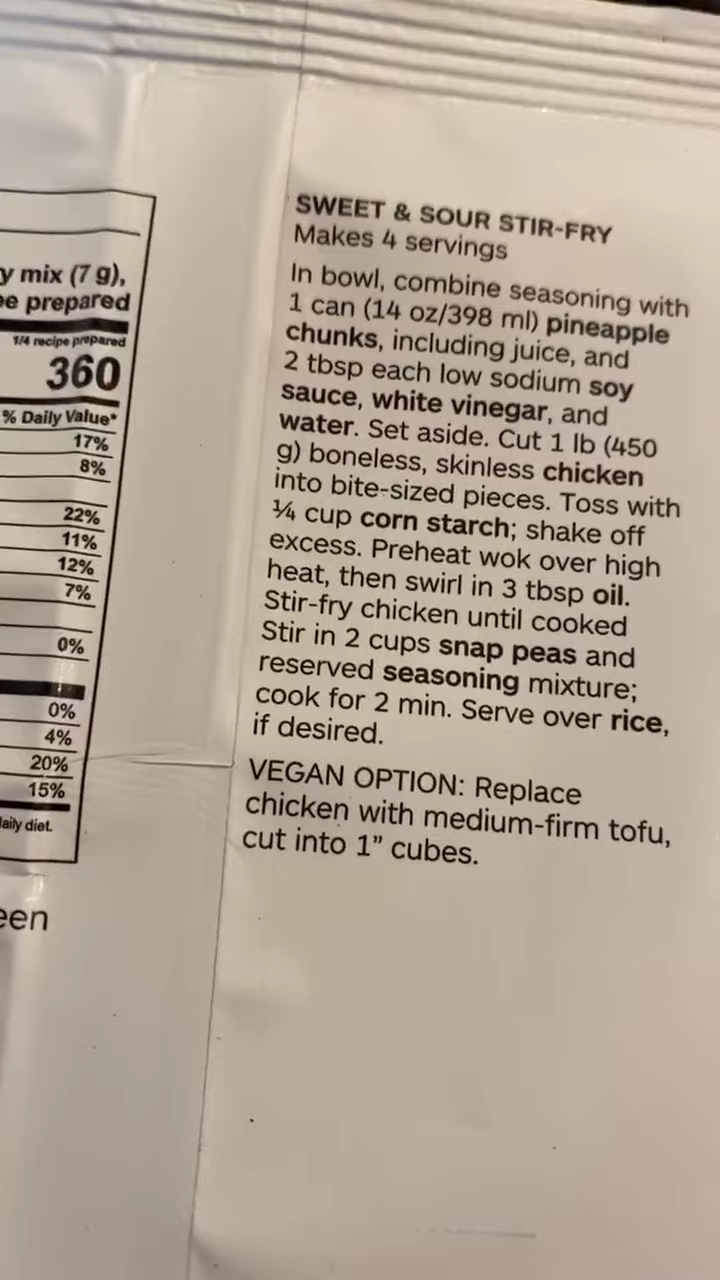 y mix (7 g),
be prepared
1/4 recipe prepared
360
% Daily Value*
17%
8%
22%
11%
12%
7%
0%
0%
4%
20%
15%
daily diet.
een
SWEET & SOUR STIR-FRY
Makes 4 servings
In bowl, combine seasoning with
1 can (14 oz/398 ml) pineapple
chunks, including juice, and
2 tbsp each low sodium soy
sauce, white vinegar, and
water. Set aside. Cut 1 lb (450
g) boneless, skinless chicken
into bite-sized pieces. Toss with
¼ cup corn starch; shake off
excess. Preheat wok over high
heat, then swirl in 3 tbsp oil.
Stir-fry chicken until cooked
Stir in 2 cups snap peas and
reserved seasoning mixture;
cook for 2 min. Serve over rice,
if desired.
VEGAN OPTION: Replace
chicken with medium-firm tofu,
cut into 1" cubes.